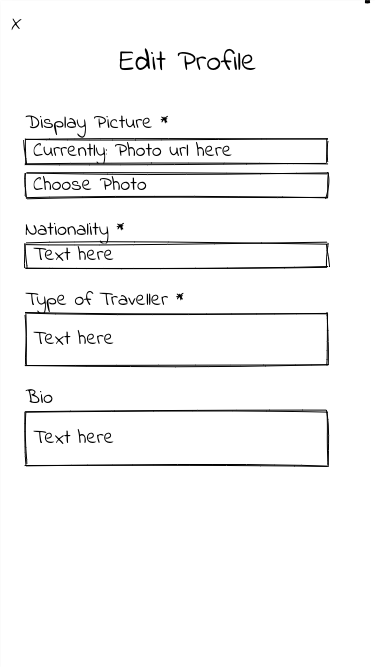 X
Edit Profile
Display Picture *
Currently: Photo url here
Choose Photo
Nationality *
Text here
Type of Traveller *
Text here
Bio
Text here